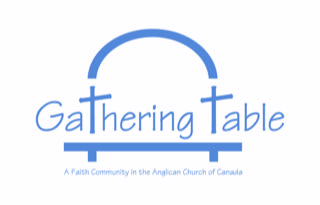 Gathering Table
A Faith Community in the Anglican Church of Canada